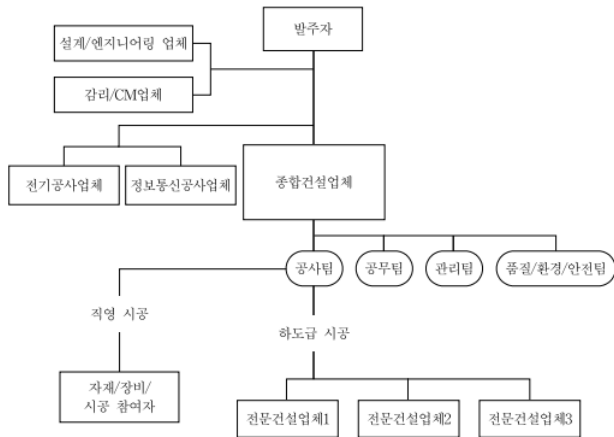 발주자
설계/엔지니어링 업체
감리/CM업체
전기공사업체
정보통신공사업체
종합건설업체
공사팀
공무팀
관리팀
품질/환경/안전팀
직영 시공
하도급 시공
자재/장비/
시공 참여자
전문건설업체1
전문건설업체2
전문건설업체3